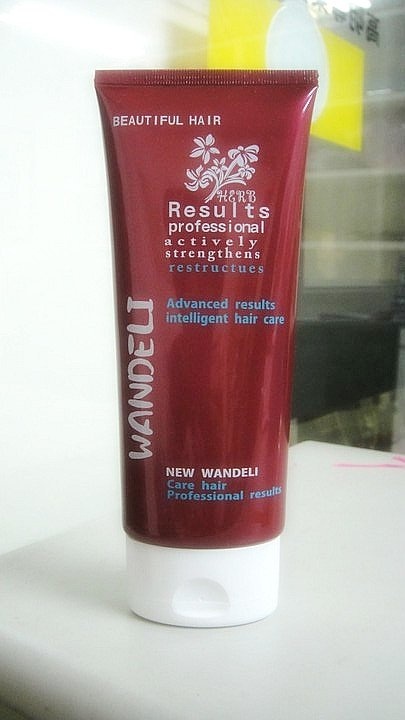 BEAUTIFUL HAIR
HERB
Results
professional
actively
strengthens
restructues
Advanced results
intelligent hair care
WANDELI
NEW WANDELI
Care hair
Professional results